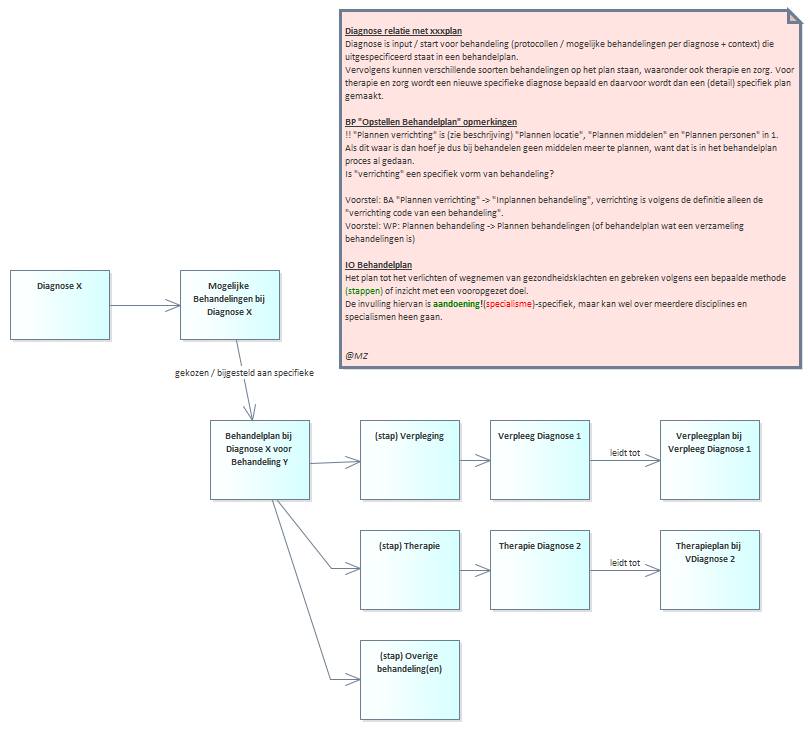 Diagnose relatie met xxxplan
Diagnose is input / start voor behandeling (protocollen / mogelijke behandelingen per diagnose + context) die
uitgespecificeerd staat in een behandelplan.
Vervolgens kunnen verschillende soorten behandelingen op het plan staan, waaronder ook therapie en zorg. Voor
therapie en zorg wordt een nieuwe specifieke diagnose bepaald en daarvoor wordt dan een (detail) specifiek plan
gemaakt.
BP "Opstellen Behandelplan" opmerkingen
!! "Plannen verrichting" is (zie beschrijving) "Plannen locatie", "Plannen middelen" en "Plannen personen" in 1.
Als dit waar is dan hoef je dus bij behandelen geen middelen meer te plannen, want dat is in het behandelplan
proces al gedaan.
Is "verrichting" een specifiek vorm van behandeling?
Voorstel: BA "Plannen verrichting" -> "Inplannen behandeling", verrichting is volgens de definitie alleen de
"verrichting code van een behandeling".
Voorstel: WP: Plannen behandeling -> Plannen behandelingen (of behandelplan wat een verzameling
behandelingen is)
IO Behandelplan
Het plan tot het verlichten of wegnemen van gezondheidsklachten en gebreken volgens een bepaalde methode
(stappen) of inzicht met een vooropgezet doel.
De invulling hiervan is aandoening!(specialisme)-specifiek, maar kan wel over meerdere disciplines en
specialismen heen gaan.
@MZ
Diagnose X
Mogelijke
Behandelingen bij
Diagnose X
gekozen / bijgesteld aan specifieke
Behandelplan bij
Diagnose X voor
Behandeling Y
(stap) Verpleging
Verpleeg Diagnose 1
leidt tot
Verpleegplan bij
Verpleeg Diagnose 1
(stap) Therapie
Therapie Diagnose 2
leidt tot
Therapieplan bij
VDiagnose 2
(stap) Overige
behandeling(en)